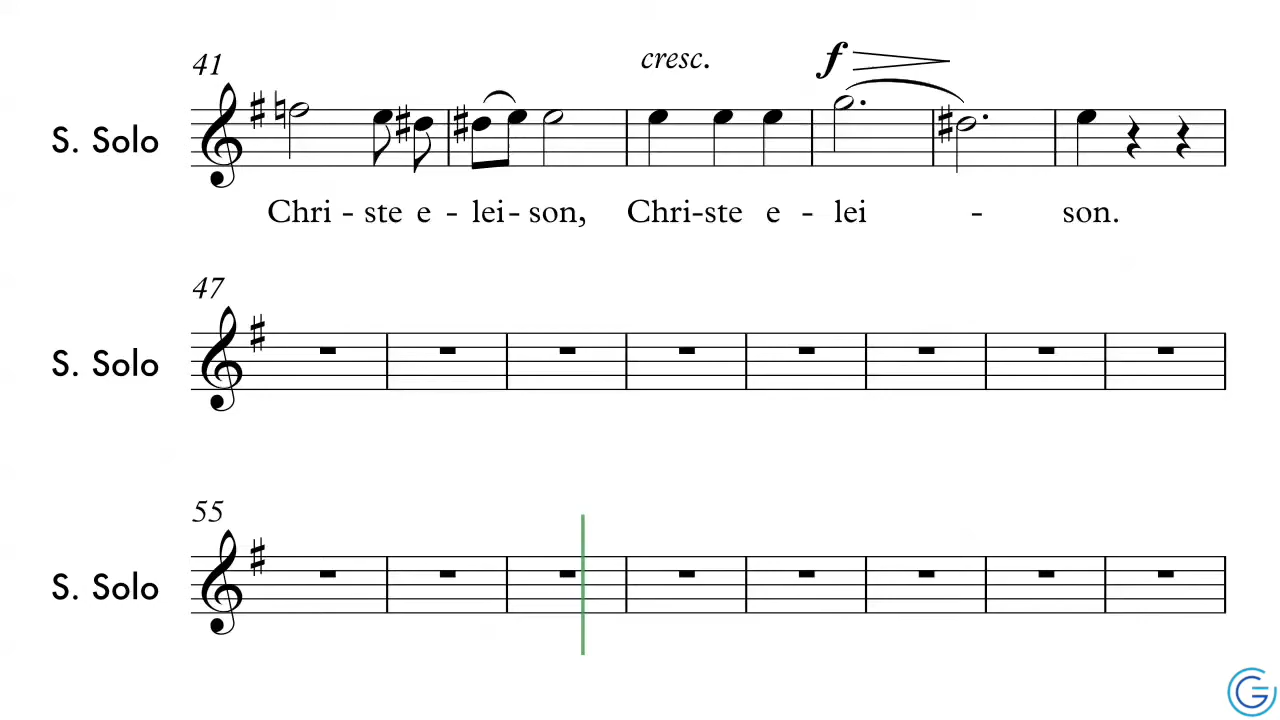 41
cresc.
f
S. Solo
Chri - ste e - lei - son, Chri-ste e - lei - son.
47
S. Solo
55
S. Solo
G